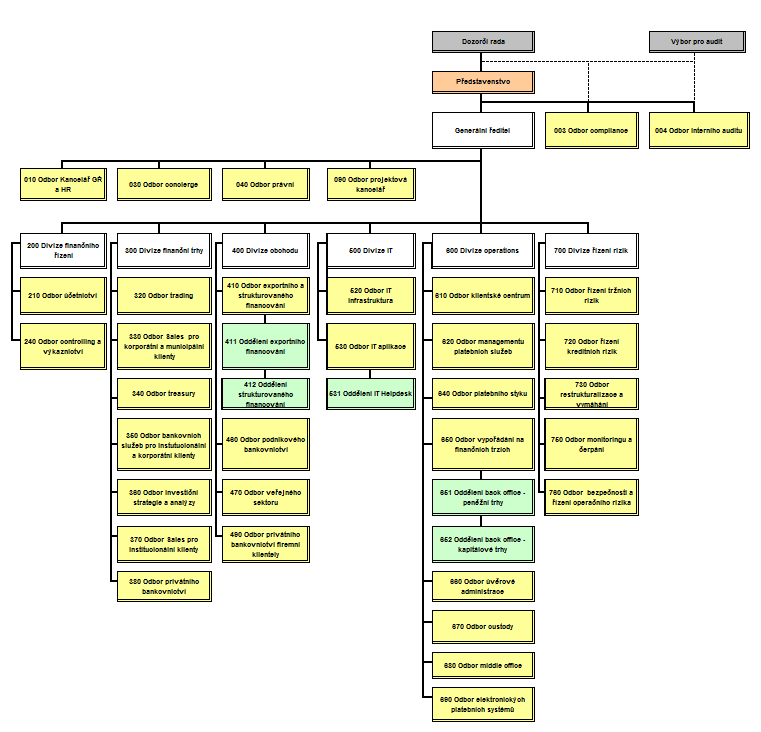 Dozorčí rada
Výbor pro audit
Představenstvo
Generální ředitel
003 Odbor compliance
004 Odbor interního auditu
010 Odbor Kancelář GŘ
a HR
030 Odbor concierge
040 Odbor právní
090 Odbor projektová
kancelář
200 Divize finančního
řízení
300 Divize finanční trhy
400 Divize obchodu
500 Divize IT
600 Divize operations
700 Divize řízení rizik
210 Odbor účetnictví
320 Odbor trading
410 Odbor exportního a
strukturovaného
financování
520 Odbor IT
infrastruktura
610 Odbor klientské centrum
710 Odbor řízení tržních
rizik
240 Odbor controlling a
výkaznictví
330 Odbor Sales pro
korporátní a municipální
klienty
411 Oddělení exportního
financování
530 Odbor IT aplikace
620 Odbor managementu
platebních služeb
720 Odbor řízení
kreditních rizik
340 Odbor treasury
412 Oddělení
strukturovaného
financování
531 Oddělení IT Helpdesk
640 Odbor platebního styku
730 Odbor
restrukturalizace a
vymáhání
350 Odbor bankovních
služeb pro institucionální
a korporátní klienty
460 Odbor podnikového
bankovnictví
650 Odbor vypořádání na
finančních trzích
750 Odbor monitoringu a
čerpání
360 Odbor investiční
strategie a analýzy
470 Odbor veřejného
sektoru
651 Oddělení back office -
peněžní trhy
760 Odbor bezpečnosti a
řízení operačního rizika
370 Odbor Sales pro
institucionální klienty
490 Odbor privátního
bankovnictví firemní
klientely
652 Oddělení back office -
kapitálové trhy
380 Odbor privátního
bankovnictví
660 Odbor úvěrové
administrace
670 Odbor custody
680 Odbor middle office
690 Odbor elektronických
platebních systémů